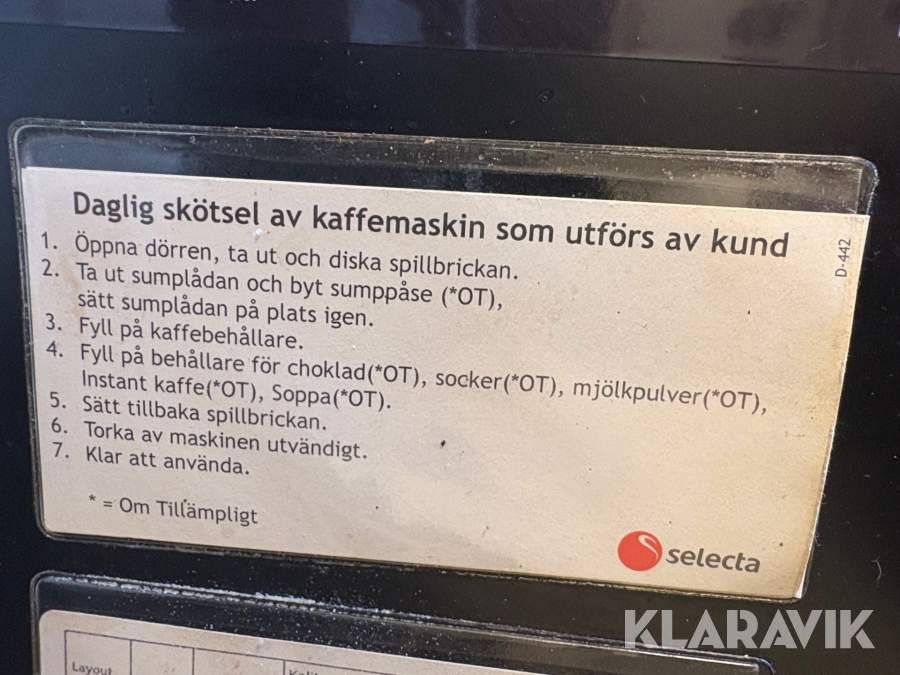 Daglig skötsel av kaffemaskin som utförs av kund
D-442
1. Öppna dörren, ta ut och diska spillbrickan.
2. Ta ut sumplådan och byt sumppåse (*OT),
sätt sumplådan på plats igen.
3. Fyll på kaffebehållare.
4. Fyll på behållare för choklad(*OT), socker(*OT), mjölkpulver(*OT),
Instant kaffe(*OT), Soppa(*OT).
5. Sätt tillbaka spillbrickan.
6. Torka av maskinen utvändigt.
7. Klar att använda.
* = Om Tillämpligt
selecta
KLARAVIK
Layout